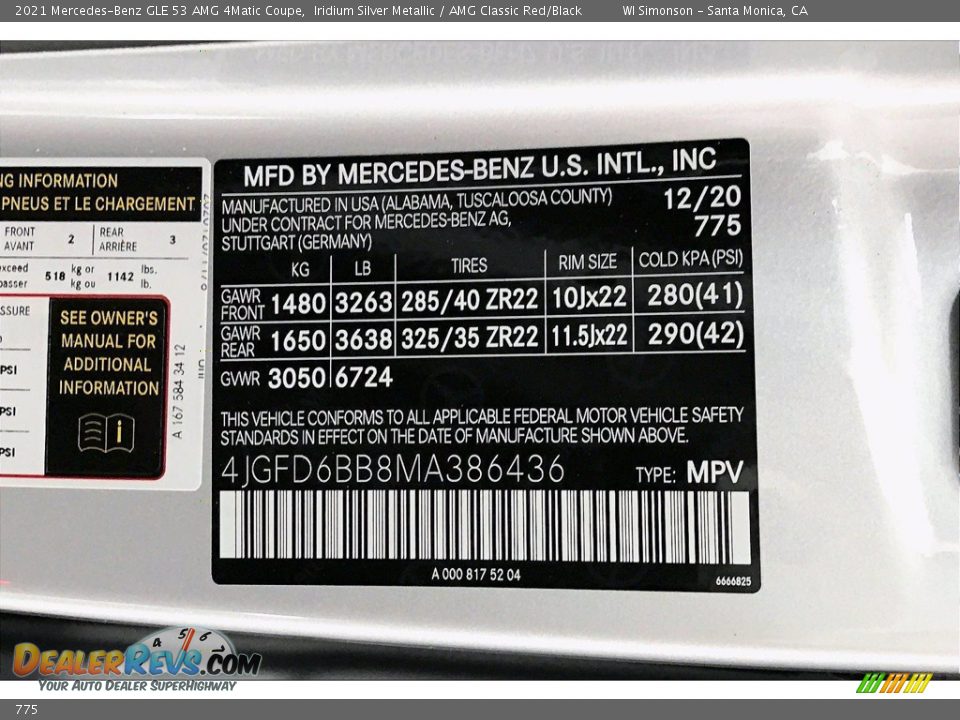 2021 Mercedes-Benz GLE 53 AMG 4Matic Coupe, Iridium Silver Metallic / AMG Classic Red/Black WI Simonson - Santa Monica, CA
NG INFORMATION
PNEUS ET LE CHARGEMENT
FRONT 2 REAR 3
AVANT ARRIÈRE
exceed 518 kg or 1142 lbs.
kg ou lb.
SSURE
PSI
PSI
PSI
SEE OWNER'S
MANUAL FOR
ADDITIONAL
INFORMATION
i
A 167 584 34 12
MFD BY MERCEDES-BENZ U.S. INTL., INC
MANUFACTURED IN USA (ALABAMA, TUSCALOOSA COUNTY) 12/20
UNDER CONTRACT FOR MERCEDES-BENZ AG, 775
STUTTGART (GERMANY)
KG LB TIRES RIM SIZE COLD KPA (PSI)
GAWR FRONT 1480 3263 285/40 ZR22 10Jx22 280(41)
GAWR REAR 1650 3638 325/35 ZR22 11.5Jx22 290(42)
GVWR 3050 6724
THIS VEHICLE CONFORMS TO ALL APPLICABLE FEDERAL MOTOR VEHICLE SAFETY
STANDARDS IN EFFECT ON THE DATE OF MANUFACTURE SHOWN ABOVE.
4JGFD6BB8MA386436 TYPE: MPV
A 000 817 52 04
6666825
4 5 6
DEALERREVS.COM
YOUR AUTO DEALER SUPERHIGHWAY
775